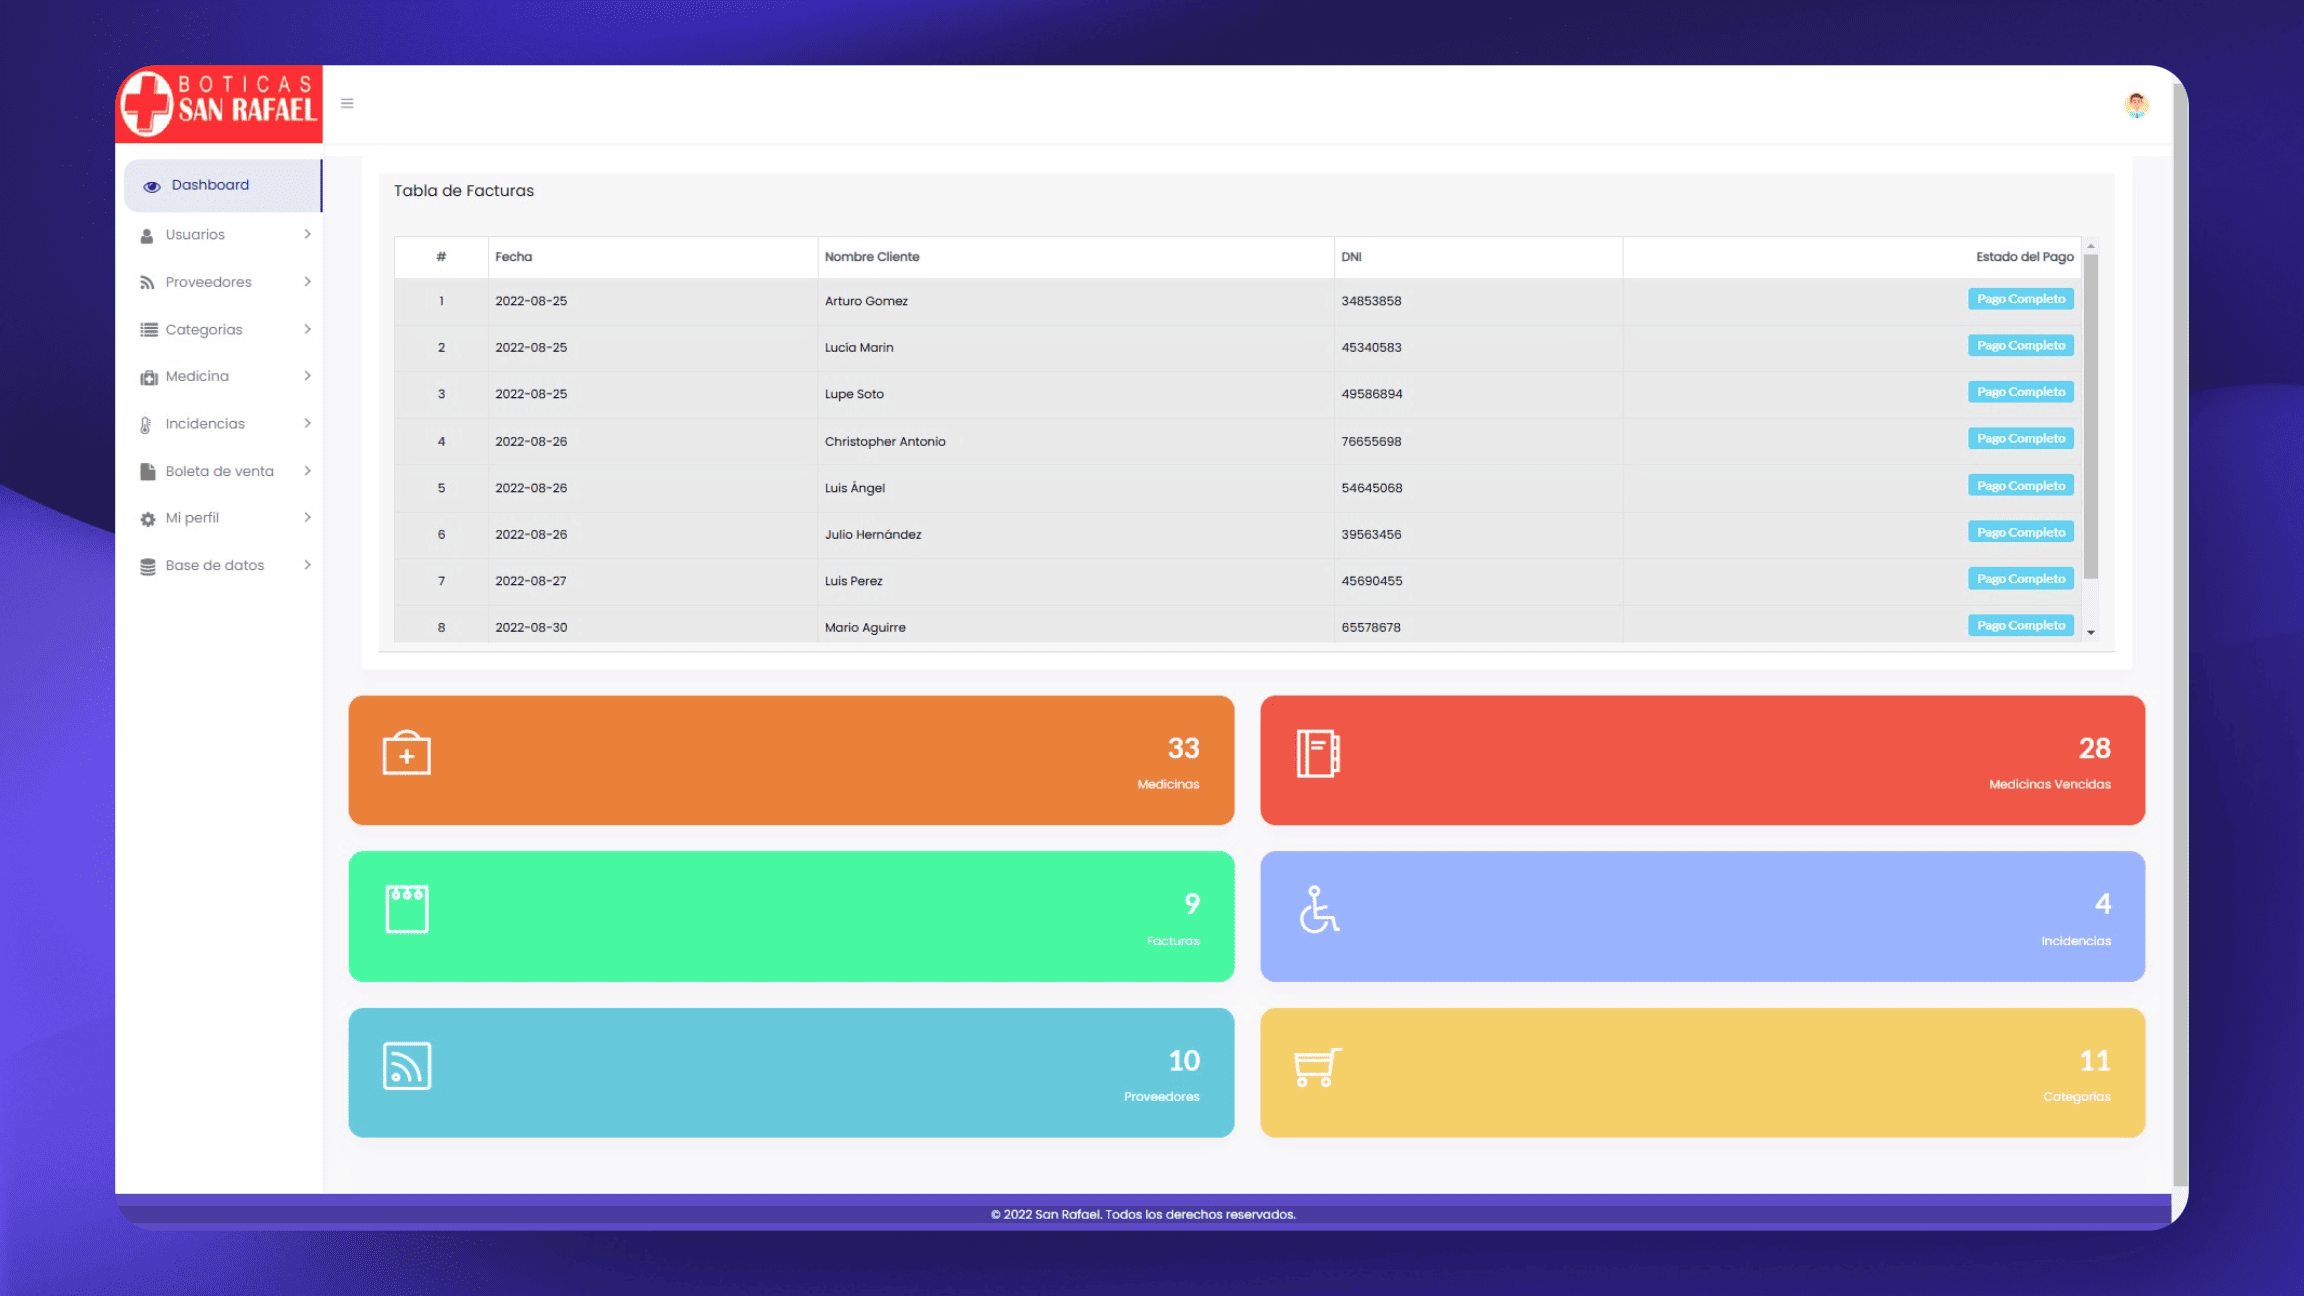 BOTICAS
SAN RAFAEL
Dashboard
Usuarios
Proveedores
Categorias
Medicina
Incidencias
Boleta de venta
Mi perfil
Base de datos
Tabla de Facturas
# Fecha Nombre Cliente DNI Estado del Pago
1 2022-08-25 Arturo Gomez 34853858 Pago Completo
2 2022-08-25 Lucia Marin 45340583 Pago Completo
3 2022-08-25 Lupe Soto 49586894 Pago Completo
4 2022-08-26 Christopher Antonio 76655698 Pago Completo
5 2022-08-26 Luis Ángel 54645068 Pago Completo
6 2022-08-26 Julio Hernández 39563456 Pago Completo
7 2022-08-27 Luis Perez 45690455 Pago Completo
8 2022-08-30 Mario Aguirre 65578678 Pago Completo
33
Medicinas
28
Medicinas Vencidas
9
Facturas
4
Incidencias
10
Proveedores
11
Categorias
© 2022 San Rafael. Todos los derechos reservados.